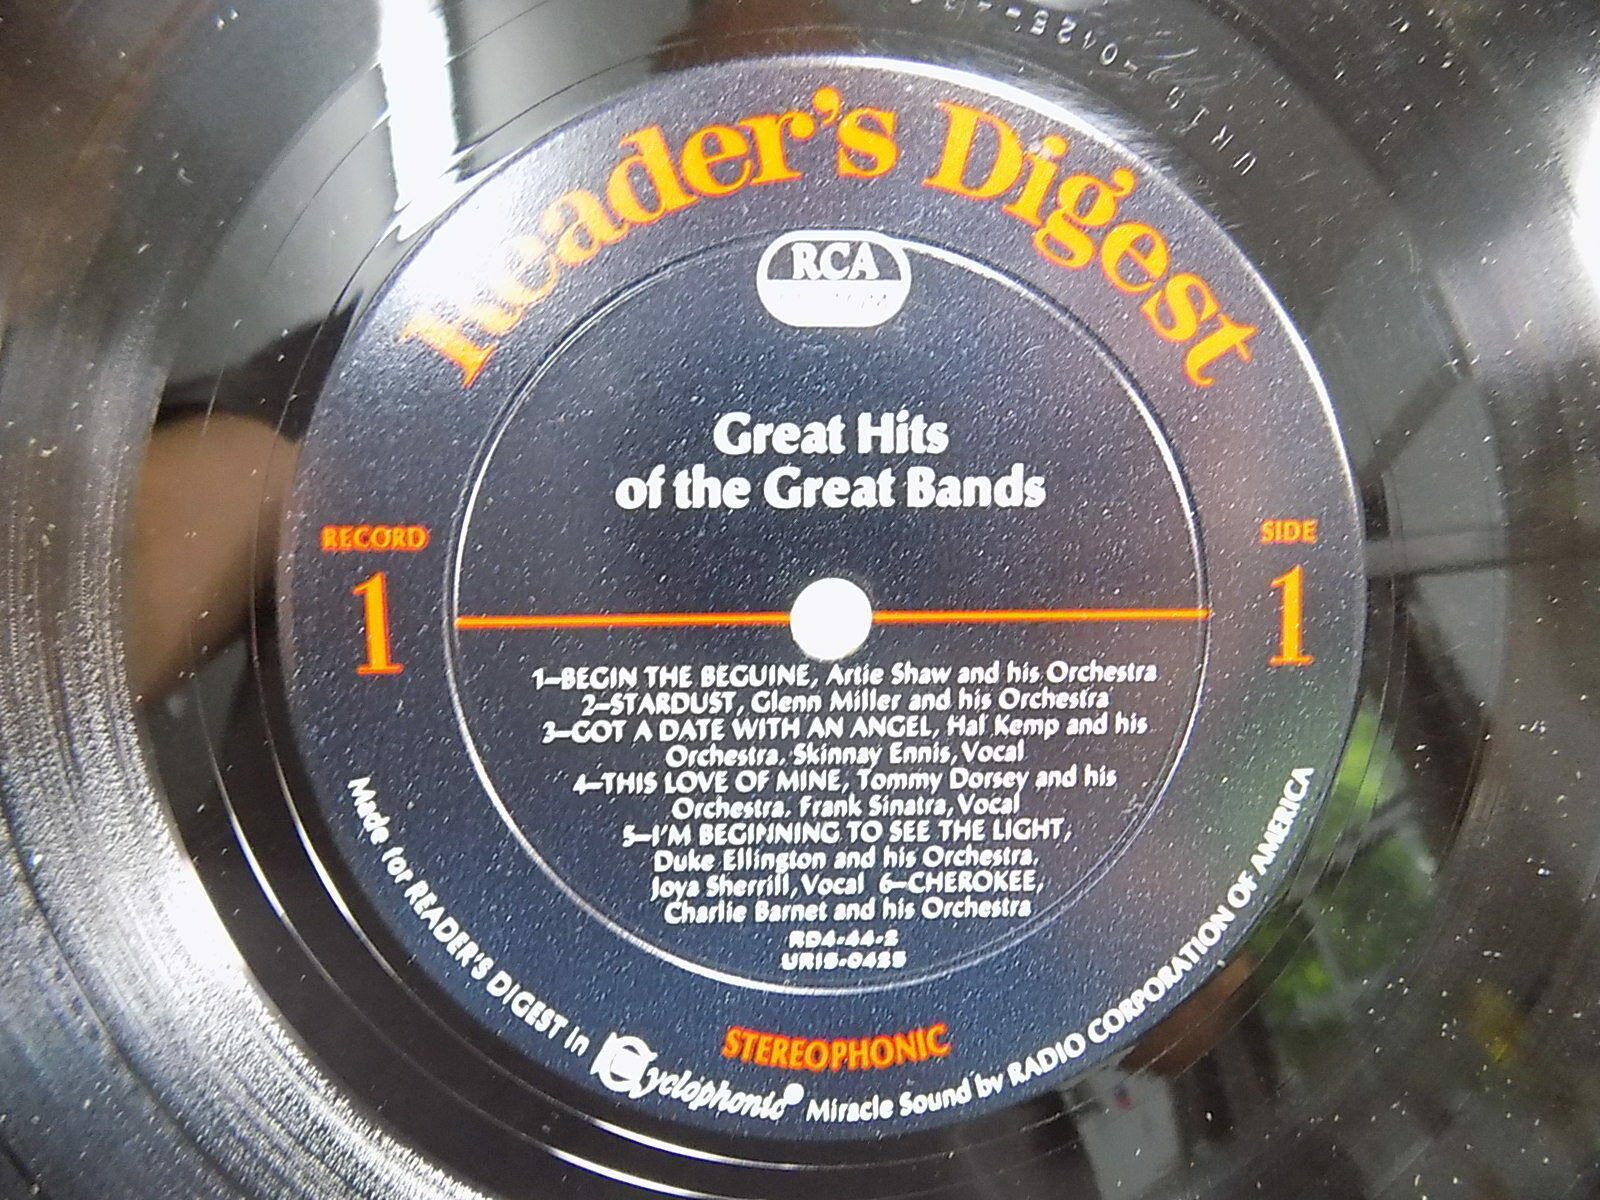 Reader's Digest
RCA
Great Hits
of the Great Bands
RECORD
1
SIDE
1
1–BEGIN THE BEGUINE, Artie Shaw and his Orchestra
2–STARDUST, Glenn Miller and his Orchestra
3–GOT A DATE WITH AN ANGEL, Hal Kemp and his
Orchestra, Skinnay Ennis, Vocal
4–THIS LOVE OF MINE, Tommy Dorsey and his
Orchestra, Frank Sinatra, Vocal
5–I'M BEGINNING TO SEE THE LIGHT,
Duke Ellington and his Orchestra,
Joya Sherrill, Vocal 6–CHEROKEE,
Charlie Barnet and his Orchestra
RD4-44-2
URIS-0425
STEREOPHONIC
Made for READER'S DIGEST in Cyclophonic Miracle Sound by RADIO CORPORATION OF AMERICA